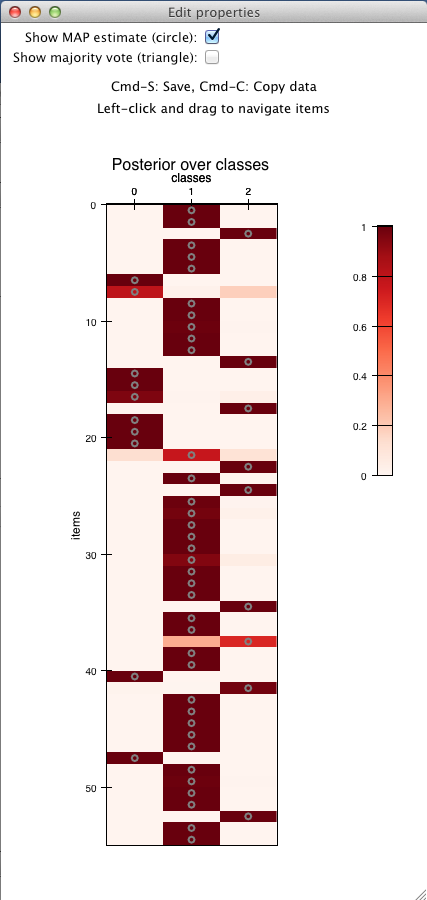 Edit properties
Show MAP estimate (circle):
Show majority vote (triangle):
Cmd-S: Save, Cmd-C: Copy data
Left-click and drag to navigate items
Posterior over classes
classes
0 1 2
0
10
20
30
40
50
items
1
0.8
0.6
0.4
0.2
0